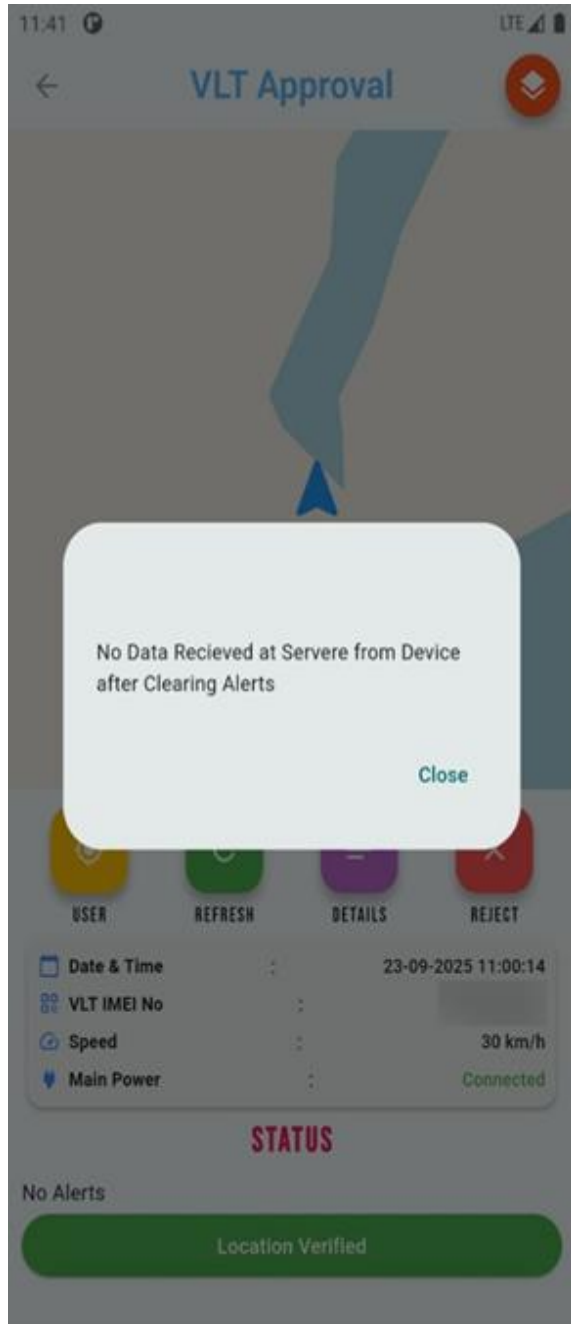 11:41
LTE
VLT Approval
No Data Recieved at Servere from Device
after Clearing Alerts
Close
USER
REFRESH
DETAILS
REJECT
Date & Time : 23-09-2025 11:00:14
VLT IMEI No :
Speed : 30 km/h
Main Power : Connected
STATUS
No Alerts
Location Verified